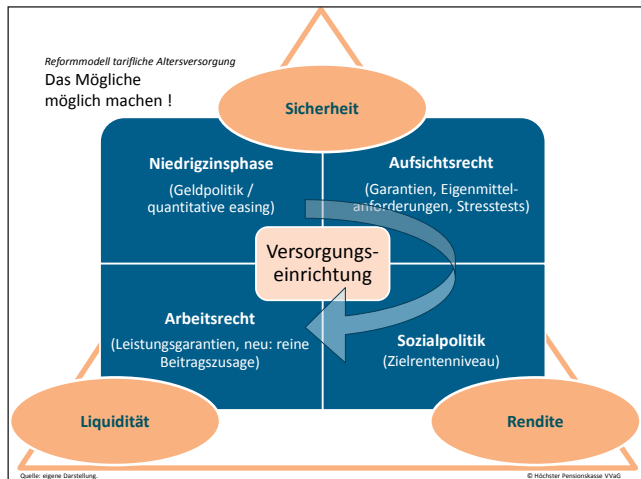 Reformmodell tarifliche Altersversorgung
Das Mögliche
möglich machen !
Sicherheit
Niedrigzinsphase
(Geldpolitik /
quantitative easing)
Aufsichtsrecht
(Garantien, Eigenmittel-
anforderungen, Stresstests)
Versorgungs-
einrichtung
Arbeitsrecht
(Leistungsgarantien, neu: reine
Beitragszusage)
Sozialpolitik
(Zielrentenniveau)
Liquidität
Rendite
Quelle: eigene Darstellung.
© Höchster Pensionskasse VVaG